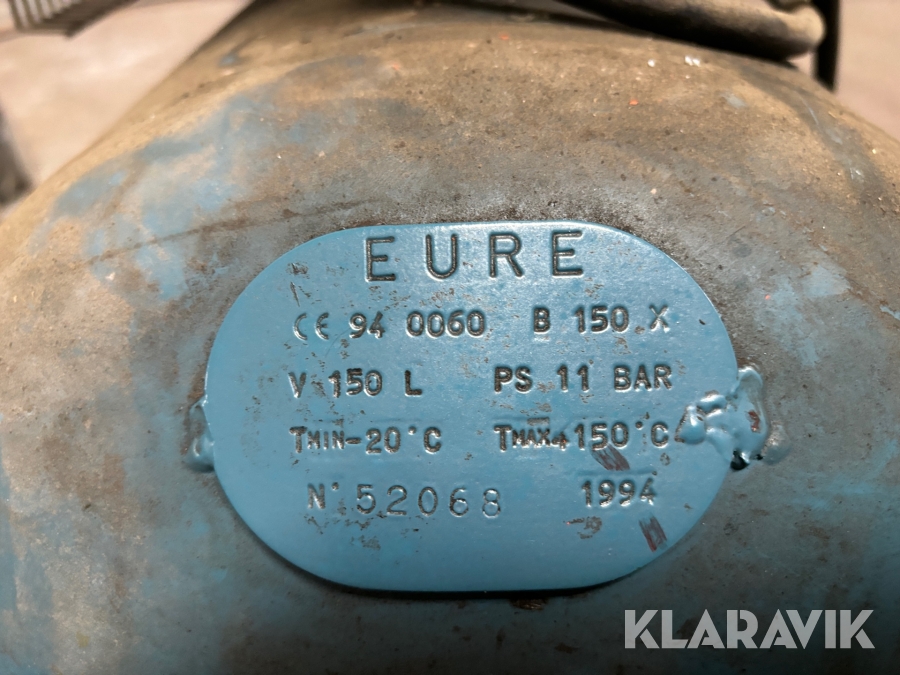 EURE
CE 94 0060 B 150 X
V 150 L PS 11 BAR
TMIN-20°C TMAX+150°C
N°52068 1994
KLARAVIK